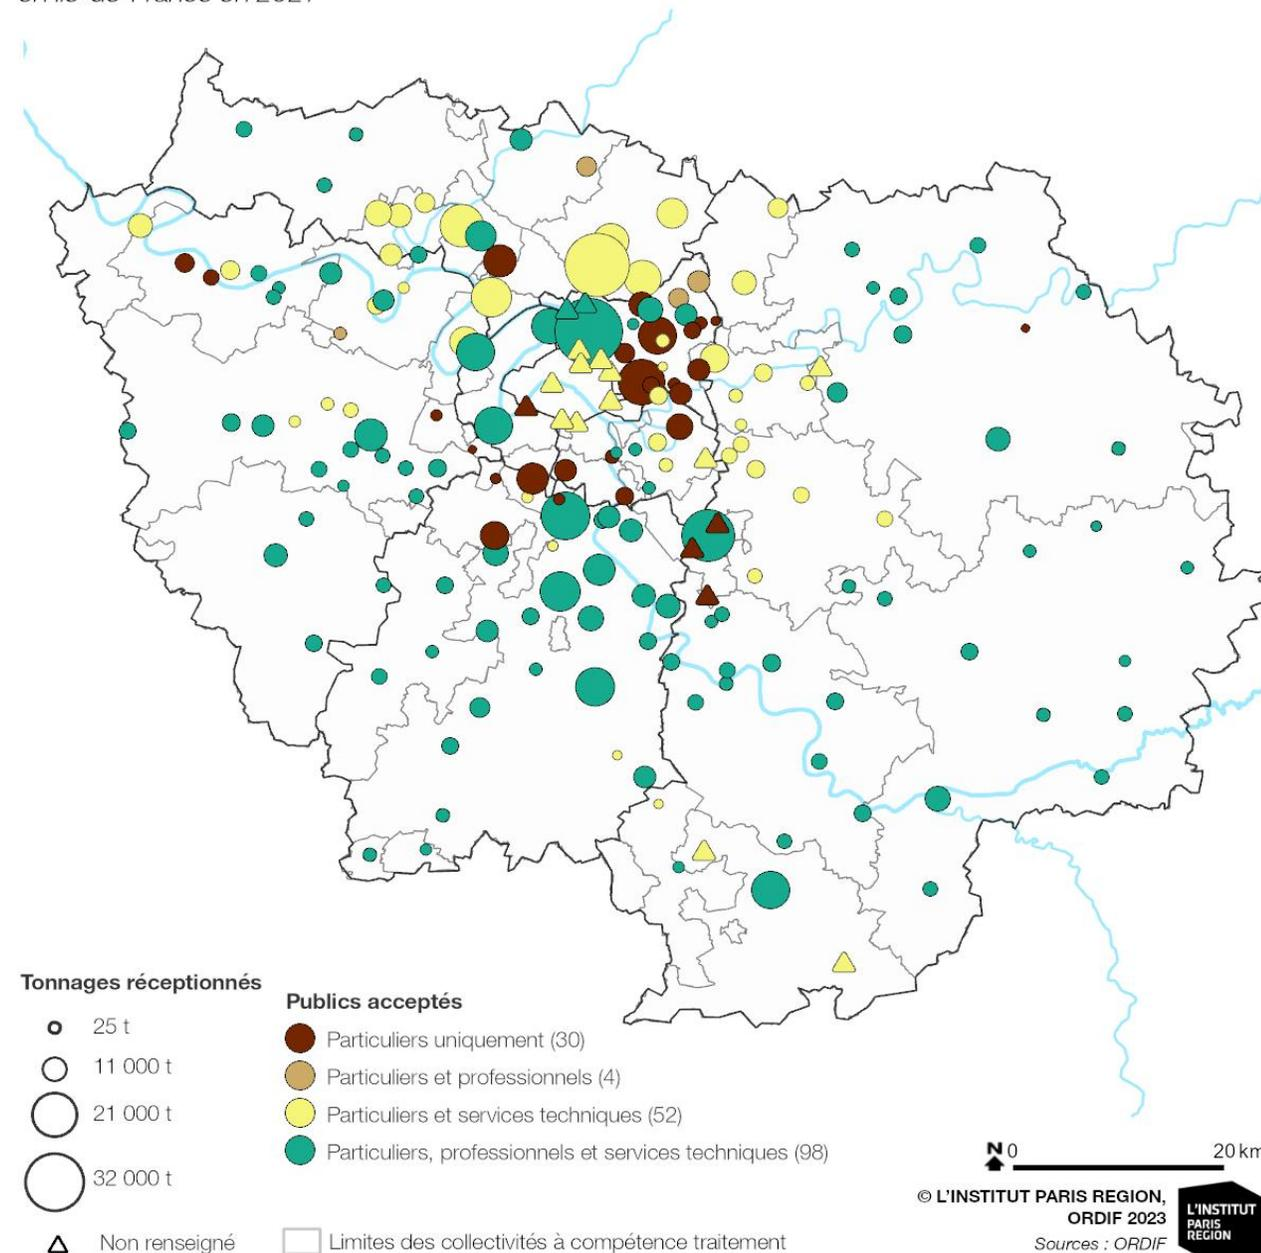 Tonnages réceptionnés
25 t
11 000 t
21 000 t
32 000 t
Non renseigné
Publics acceptés
Particuliers uniquement (30)
Particuliers et professionnels (4)
Particuliers et services techniques (52)
Particuliers, professionnels et services techniques (98)
Limites des collectivités à compétence traitement
N 0 20 km
© L'INSTITUT PARIS REGION,
ORDIF 2023
Sources : ORDIF
L'INSTITUT
PARIS
REGION